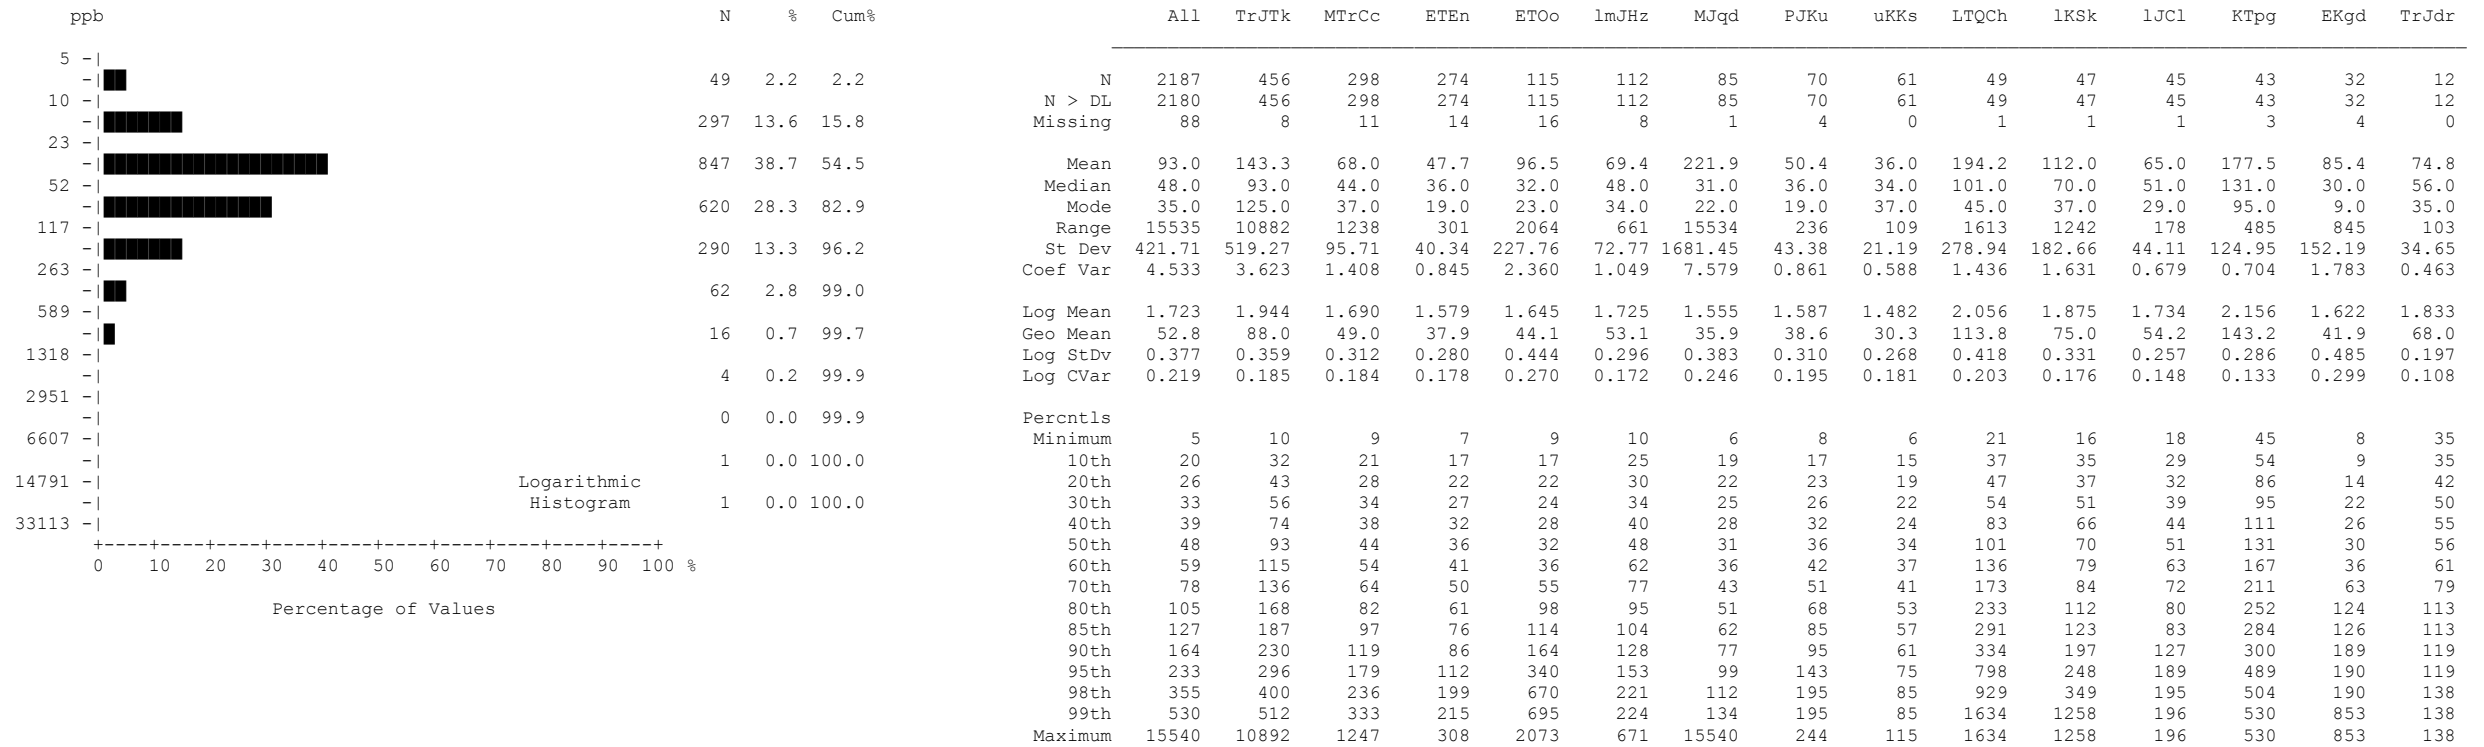 ppb N % Cum% All TrJTk MTrCc ETEn ETOo lmJHz MJqd PJKu uKKs LTQCh lKSk lJCl KTpg EKgd TrJdr
5 -|
-| 49 2.2 2.2 N 2187 456 298 274 115 112 85 70 61 49 47 45 43 32 12
10 -| N > DL 2180 456 298 274 115 112 85 70 61 49 47 45 43 32 12
-| 297 13.6 15.8 Missing 88 8 11 14 16 8 1 4 0 1 1 1 3 4 0
23 -|
-| 847 38.7 54.5 Mean 93.0 143.3 68.0 47.7 96.5 69.4 221.9 50.4 36.0 194.2 112.0 65.0 177.5 85.4 74.8
52 -| Median 48.0 93.0 44.0 36.0 32.0 48.0 31.0 36.0 34.0 101.0 70.0 51.0 131.0 30.0 56.0
-| 620 28.3 82.9 Mode 35.0 125.0 37.0 19.0 23.0 34.0 22.0 19.0 37.0 45.0 37.0 29.0 95.0 9.0 35.0
117 -| Range 15535 10882 1238 301 2064 661 15534 236 109 1613 1242 178 485 845 103
-| 290 13.3 96.2 St Dev 421.71 519.27 95.71 40.34 227.76 72.77 1681.45 43.38 21.19 278.94 182.66 44.11 124.95 152.19 34.65
263 -| Coef Var 4.533 3.623 1.408 0.845 2.360 1.049 7.579 0.861 0.588 1.436 1.631 0.679 0.704 1.783 0.463
-| 62 2.8 99.0
589 -| Log Mean 1.723 1.944 1.690 1.579 1.645 1.725 1.555 1.587 1.482 2.056 1.875 1.734 2.156 1.622 1.833
-| 16 0.7 99.7 Geo Mean 52.8 88.0 49.0 37.9 44.1 53.1 35.9 38.6 30.3 113.8 75.0 54.2 143.2 41.9 68.0
1318 -| Log StDv 0.377 0.359 0.312 0.280 0.444 0.296 0.383 0.310 0.268 0.418 0.331 0.257 0.286 0.485 0.197
-| 4 0.2 99.9 Log CVar 0.219 0.185 0.184 0.178 0.270 0.172 0.246 0.195 0.181 0.203 0.176 0.148 0.133 0.299 0.108
2951 -|
-| 0 0.0 99.9 Percntls
6607 -| Minimum 5 10 9 7 9 10 6 8 6 21 16 18 45 8 35
-| 1 0.0 100.0 10th 20 32 21 17 17 25 19 17 15 37 35 29 54 9 35
14791 -| Logarithmic 20th 26 43 28 22 22 30 22 23 19 47 37 32 86 14 42
-| Histogram 1 0.0 100.0 30th 33 56 34 27 24 34 25 26 22 54 51 39 95 22 50
33113 -| 40th 39 74 38 32 28 40 28 32 24 83 66 44 111 26 55
+----+----+----+----+----+----+----+----+----+----+ 50th 48 93 44 36 32 48 31 36 34 101 70 51 131 30 56
0 10 20 30 40 50 60 70 80 90 100 % 60th 59 115 54 41 36 62 36 42 37 136 79 63 167 36 61
70th 78 136 64 50 55 77 43 51 41 173 84 72 211 63 79
Percentage of Values 80th 105 168 82 61 98 95 51 68 53 233 112 80 252 124 113
85th 127 187 97 76 114 104 62 85 57 291 123 83 284 126 113
90th 164 230 119 86 164 128 77 95 61 334 197 127 300 189 119
95th 233 296 179 112 340 153 99 143 75 798 248 189 489 190 119
98th 355 400 236 199 670 221 112 195 85 929 349 195 504 190 138
99th 530 512 333 215 695 224 134 195 85 1634 1258 196 530 853 138
Maximum 15540 10892 1247 308 2073 671 15540 244 115 1634 1258 196 530 853 138